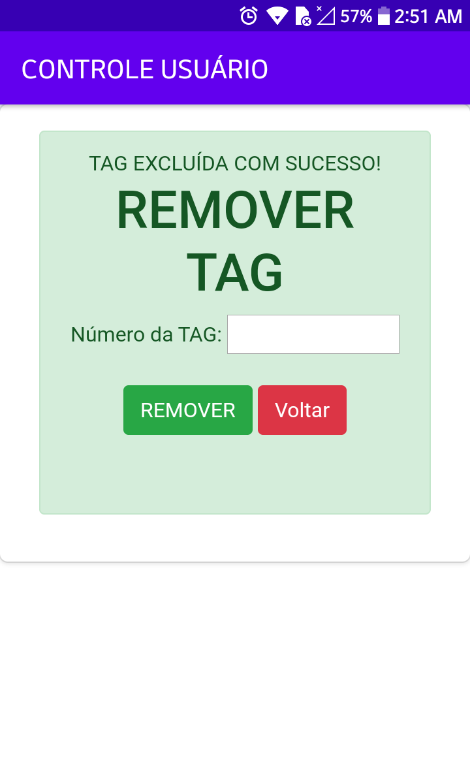 57% 2:51 AM
CONTROLE USUÁRIO
TAG EXCLUÍDA COM SUCESSO!
REMOVER
TAG
Número da TAG:
REMOVER Voltar